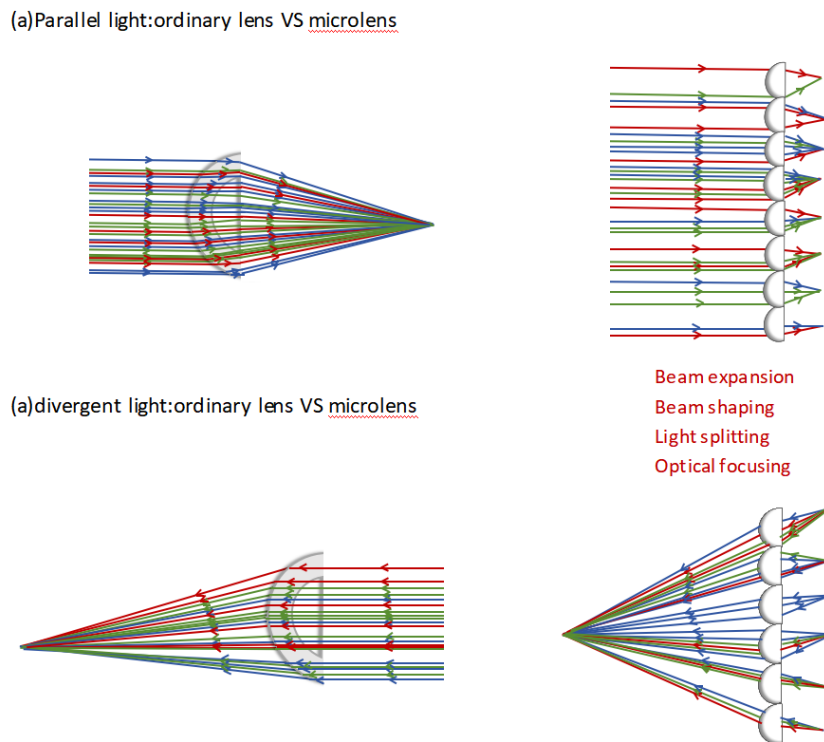 (a)Parallel light:ordinary lens VS microlens
(a)divergent light:ordinary lens VS microlens
Beam expansion
Beam shaping
Light splitting
Optical focusing